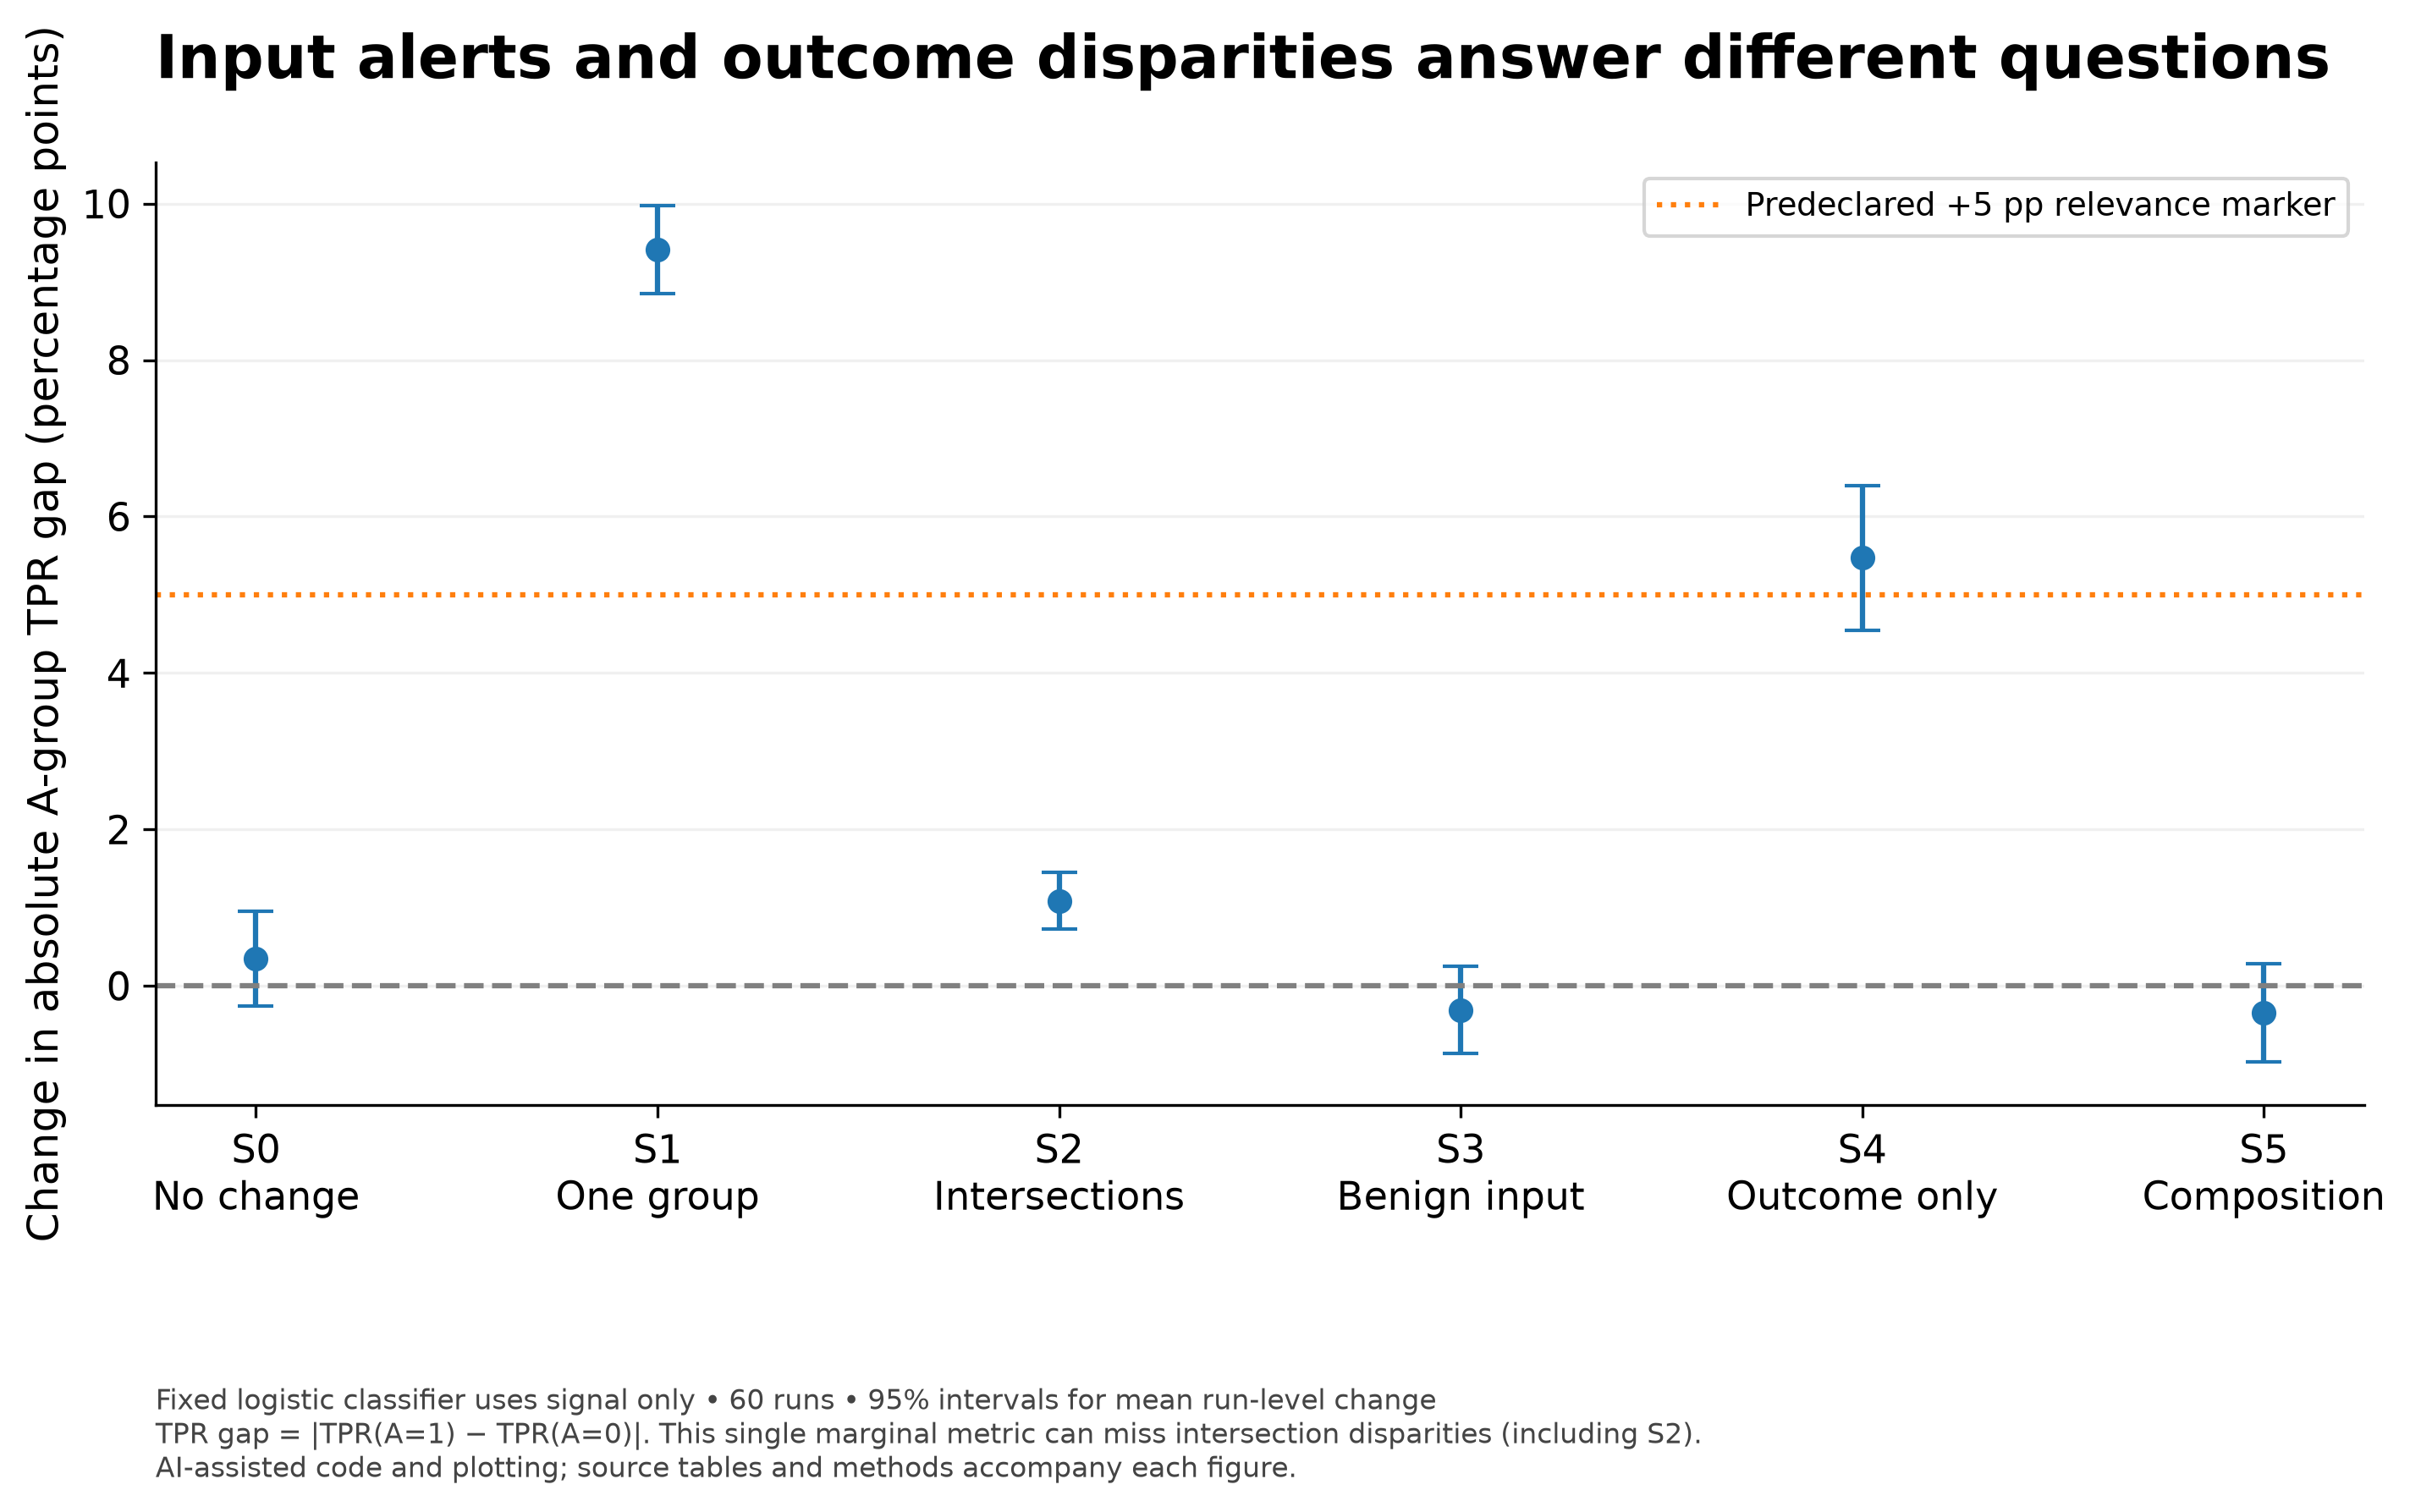 Input alerts and outcome disparities answer different questions
Change in absolute A-group TPR gap (percentage points)
10
8
6
4
2
0
Predeclared +5 pp relevance marker
S0
No change
S1
One group
S2
Intersections
S3
Benign input
S4
Outcome only
S5
Composition
Fixed logistic classifier uses signal only • 60 runs • 95% intervals for mean run-level change
TPR gap = |TPR(A=1) − TPR(A=0)|. This single marginal metric can miss intersection disparities (including S2).
AI-assisted code and plotting; source tables and methods accompany each figure.